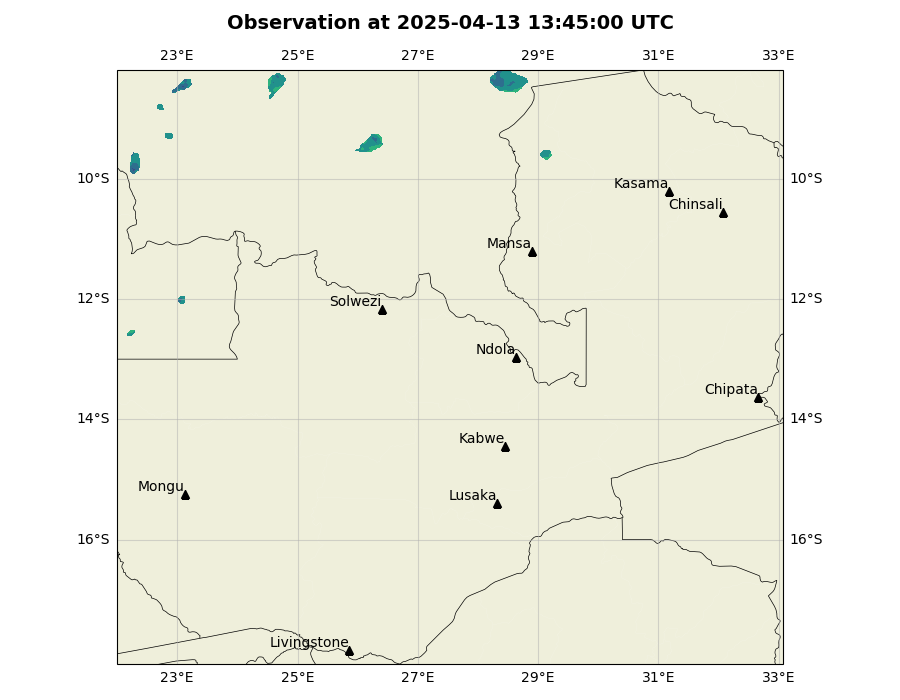 Observation at 2025-04-13 13:45:00 UTC
23°E 25°E 27°E 29°E 31°E 33°E
10°S 10°S
Kasama
Chinsali
Mansa
12°S 12°S
Solwezi
Ndola
Chipata
14°S 14°S
Kabwe
Mongu
Lusaka
16°S 16°S
Livingstone
23°E 25°E 27°E 29°E 31°E 33°E